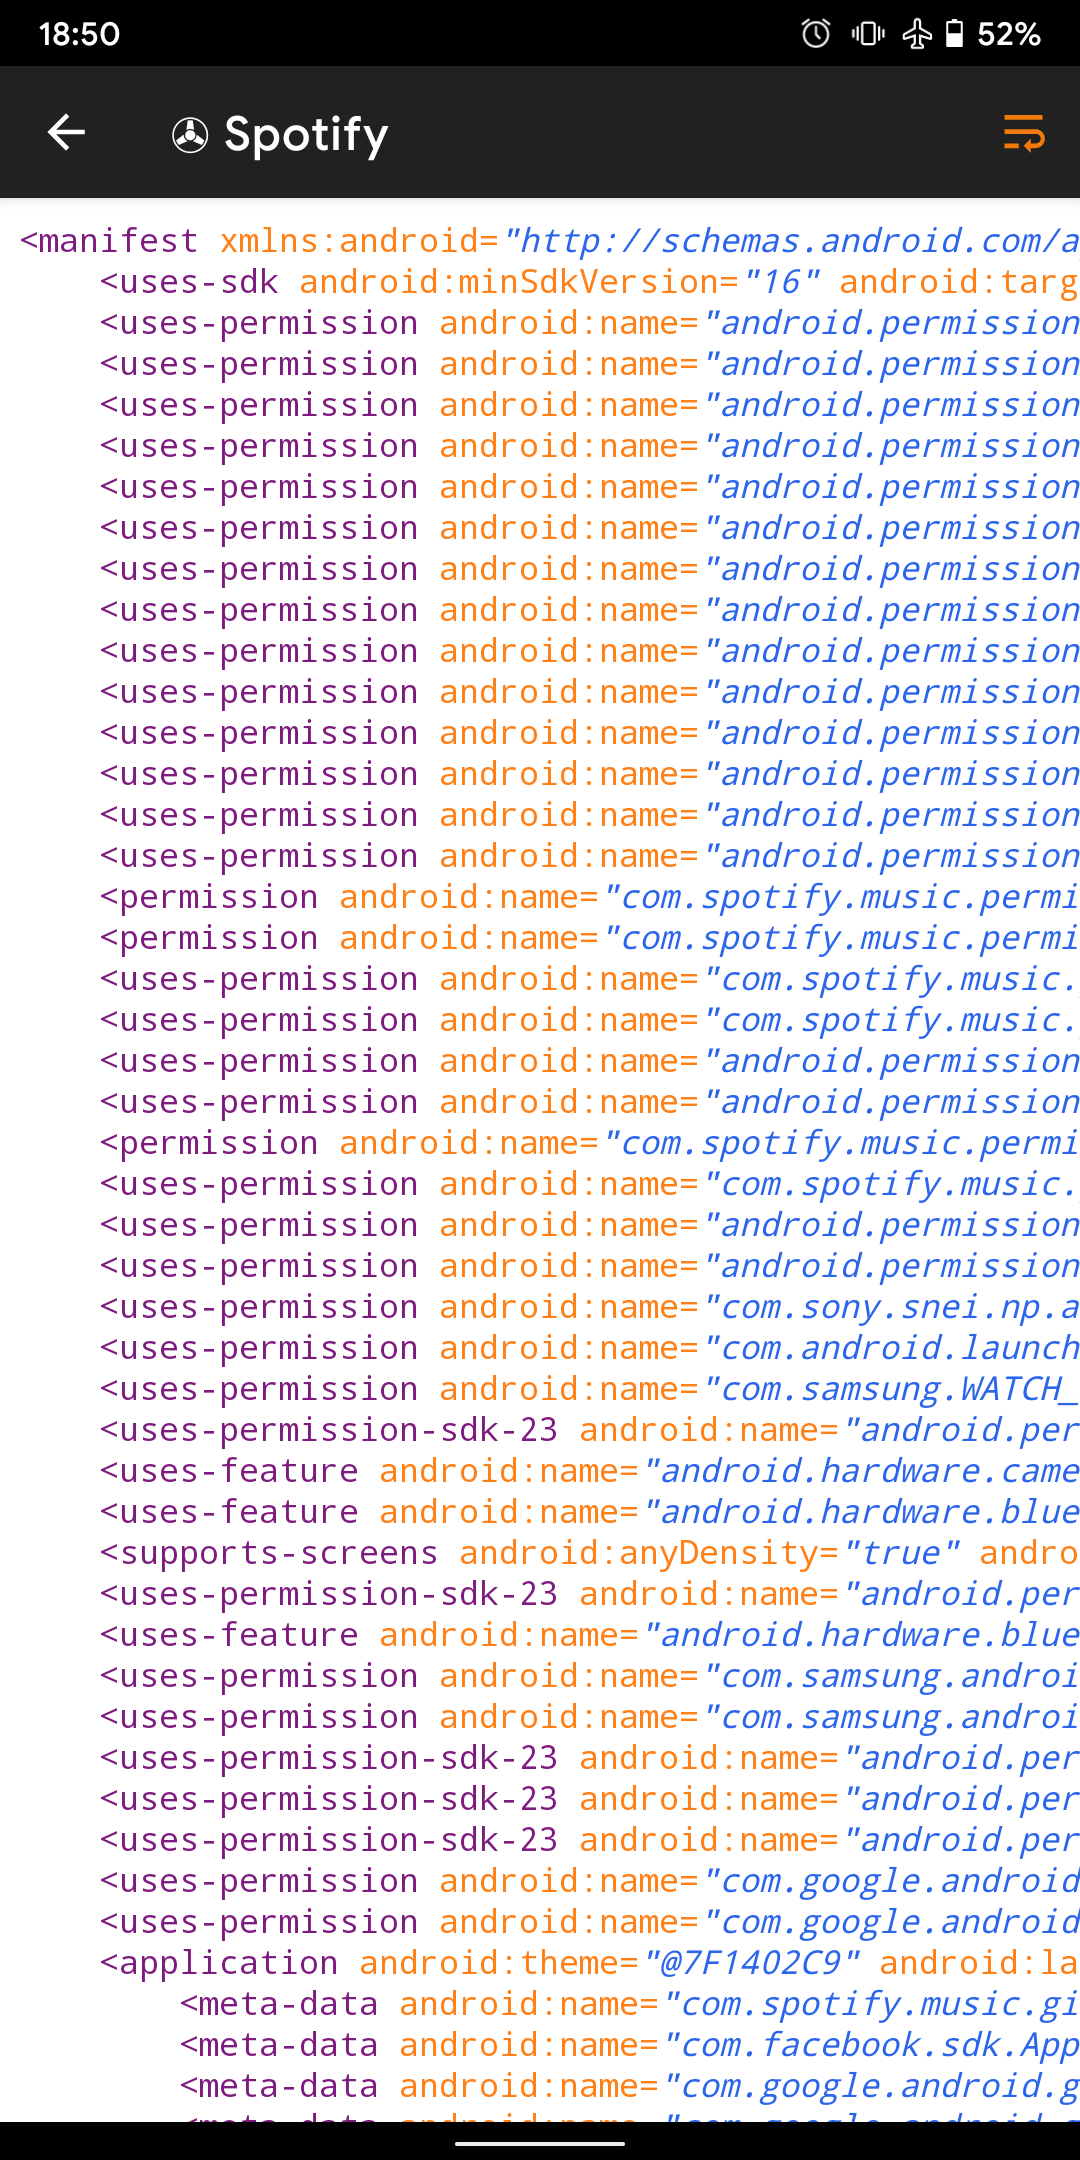 18:50 52%
Spotify
<manifest xmlns:android="http://schemas.android.com/a
<uses-sdk android:minSdkVersion="16" android:targ
<uses-permission android:name="android.permission
<uses-permission android:name="android.permission
<uses-permission android:name="android.permission
<uses-permission android:name="android.permission
<uses-permission android:name="android.permission
<uses-permission android:name="android.permission
<uses-permission android:name="android.permission
<uses-permission android:name="android.permission
<uses-permission android:name="android.permission
<uses-permission android:name="android.permission
<uses-permission android:name="android.permission
<uses-permission android:name="android.permission
<uses-permission android:name="android.permission
<uses-permission android:name="android.permission
<permission android:name="com.spotify.music.permi
<permission android:name="com.spotify.music.permi
<uses-permission android:name="com.spotify.music.
<uses-permission android:name="com.spotify.music.
<uses-permission android:name="android.permission
<uses-permission android:name="android.permission
<permission android:name="com.spotify.music.permi
<uses-permission android:name="com.spotify.music.
<uses-permission android:name="android.permission
<uses-permission android:name="android.permission
<uses-permission android:name="com.sony.snei.np.a
<uses-permission android:name="com.android.launch
<uses-permission android:name="com.samsung.WATCH_
<uses-permission-sdk-23 android:name="android.per
<uses-feature android:name="android.hardware.came
<uses-feature android:name="android.hardware.blue
<supports-screens android:anyDensity="true" andro
<uses-permission-sdk-23 android:name="android.per
<uses-feature android:name="android.hardware.blue
<uses-permission android:name="com.samsung.androi
<uses-permission android:name="com.samsung.androi
<uses-permission-sdk-23 android:name="android.per
<uses-permission-sdk-23 android:name="android.per
<uses-permission-sdk-23 android:name="android.per
<uses-permission android:name="com.google.android
<uses-permission android:name="com.google.android
<application android:theme="@7F1402C9" android:la
<meta-data android:name="com.spotify.music.gi
<meta-data android:name="com.facebook.sdk.App
<meta-data android:name="com.google.android.g